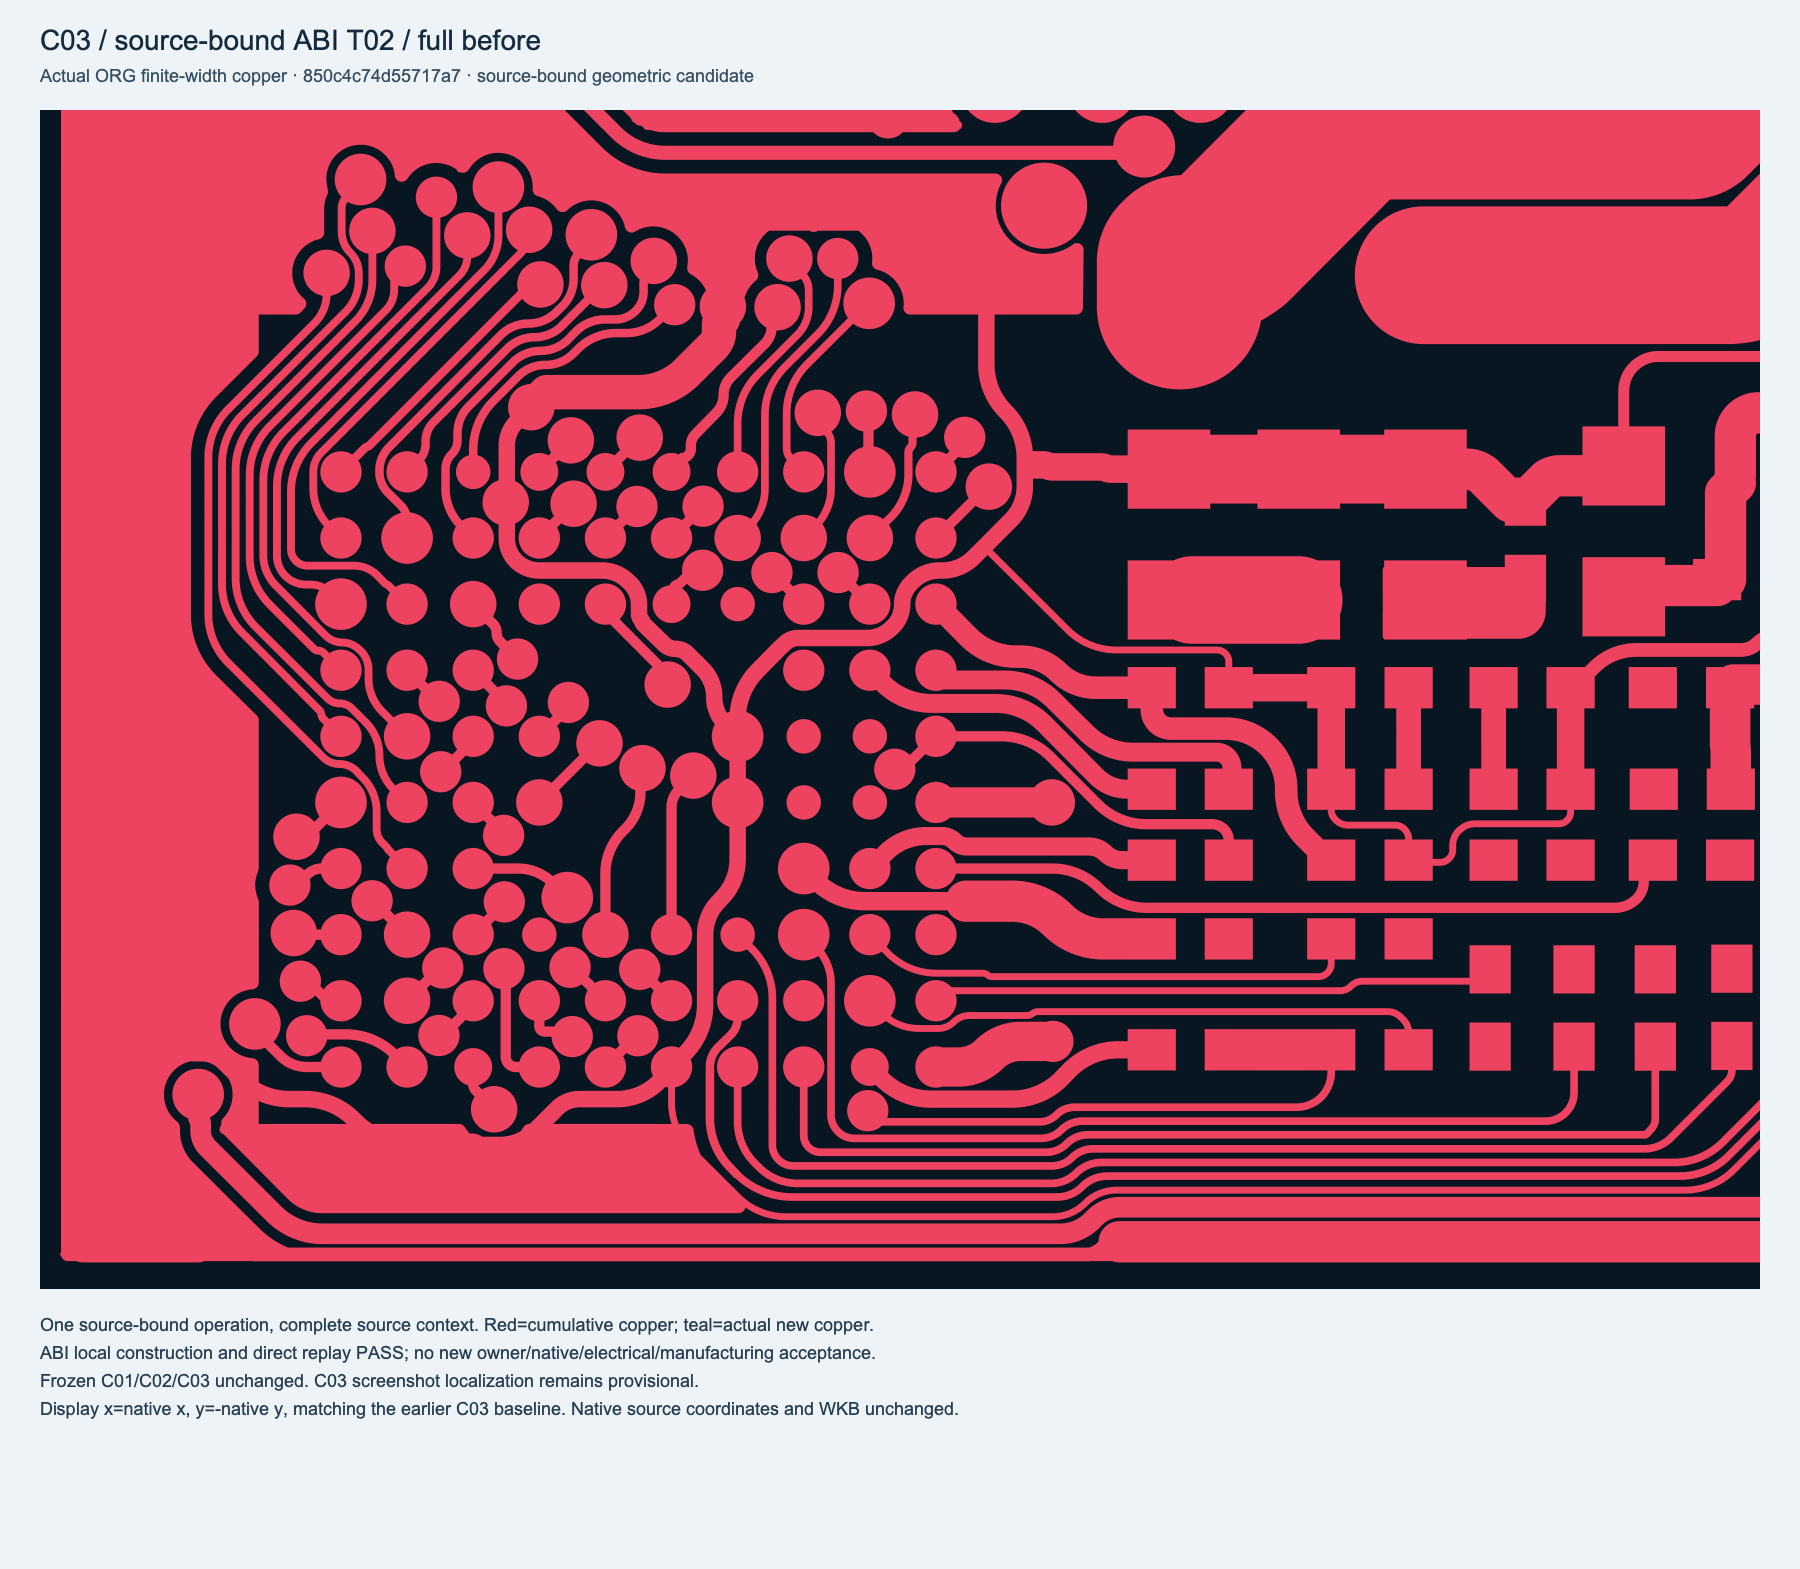 C03 / source-bound ABI T02 / full before
Actual ORG finite-width copper · 850c4c74d55717a7 · source-bound geometric candidate
One source-bound operation, complete source context. Red=cumulative copper; teal=actual new copper.
ABI local construction and direct replay PASS; no new owner/native/electrical/manufacturing acceptance.
Frozen C01/C02/C03 unchanged. C03 screenshot localization remains provisional.
Display x=native x, y=-native y, matching the earlier C03 baseline. Native source coordinates and WKB unchanged.